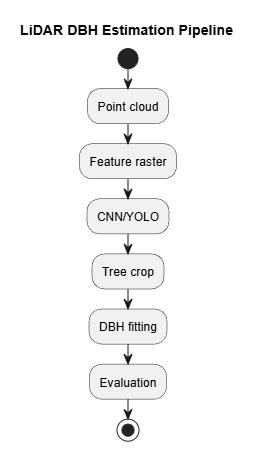 LiDAR DBH Estimation Pipeline
Point cloud
Feature raster
CNN/YOLO
Tree crop
DBH fitting
Evaluation